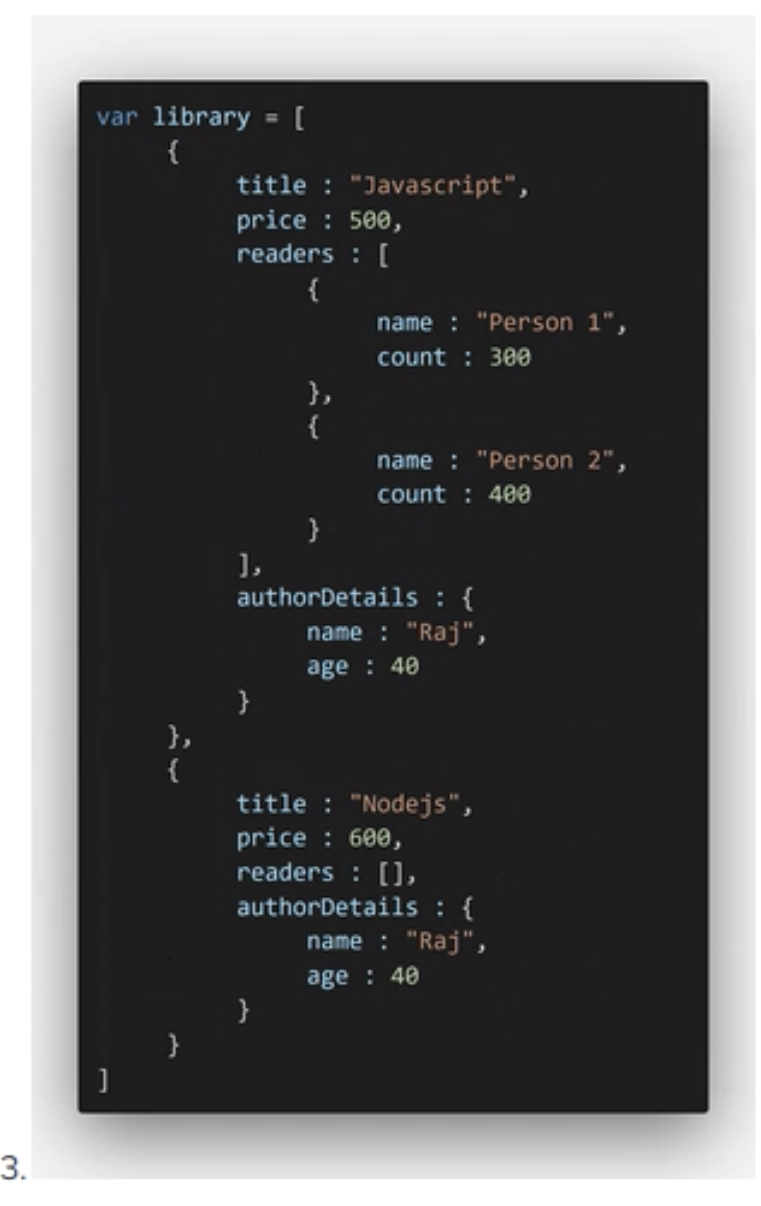 var library = [
{
title : "Javascript",
price : 500,
readers : [
{
name : "Person 1",
count : 300
},
{
name : "Person 2",
count : 400
}
],
authorDetails : {
name : "Raj",
age : 40
}
},
{
title : "Nodejs",
price : 600,
readers : [],
authorDetails : {
name : "Raj",
age : 40
}
}
]
3.